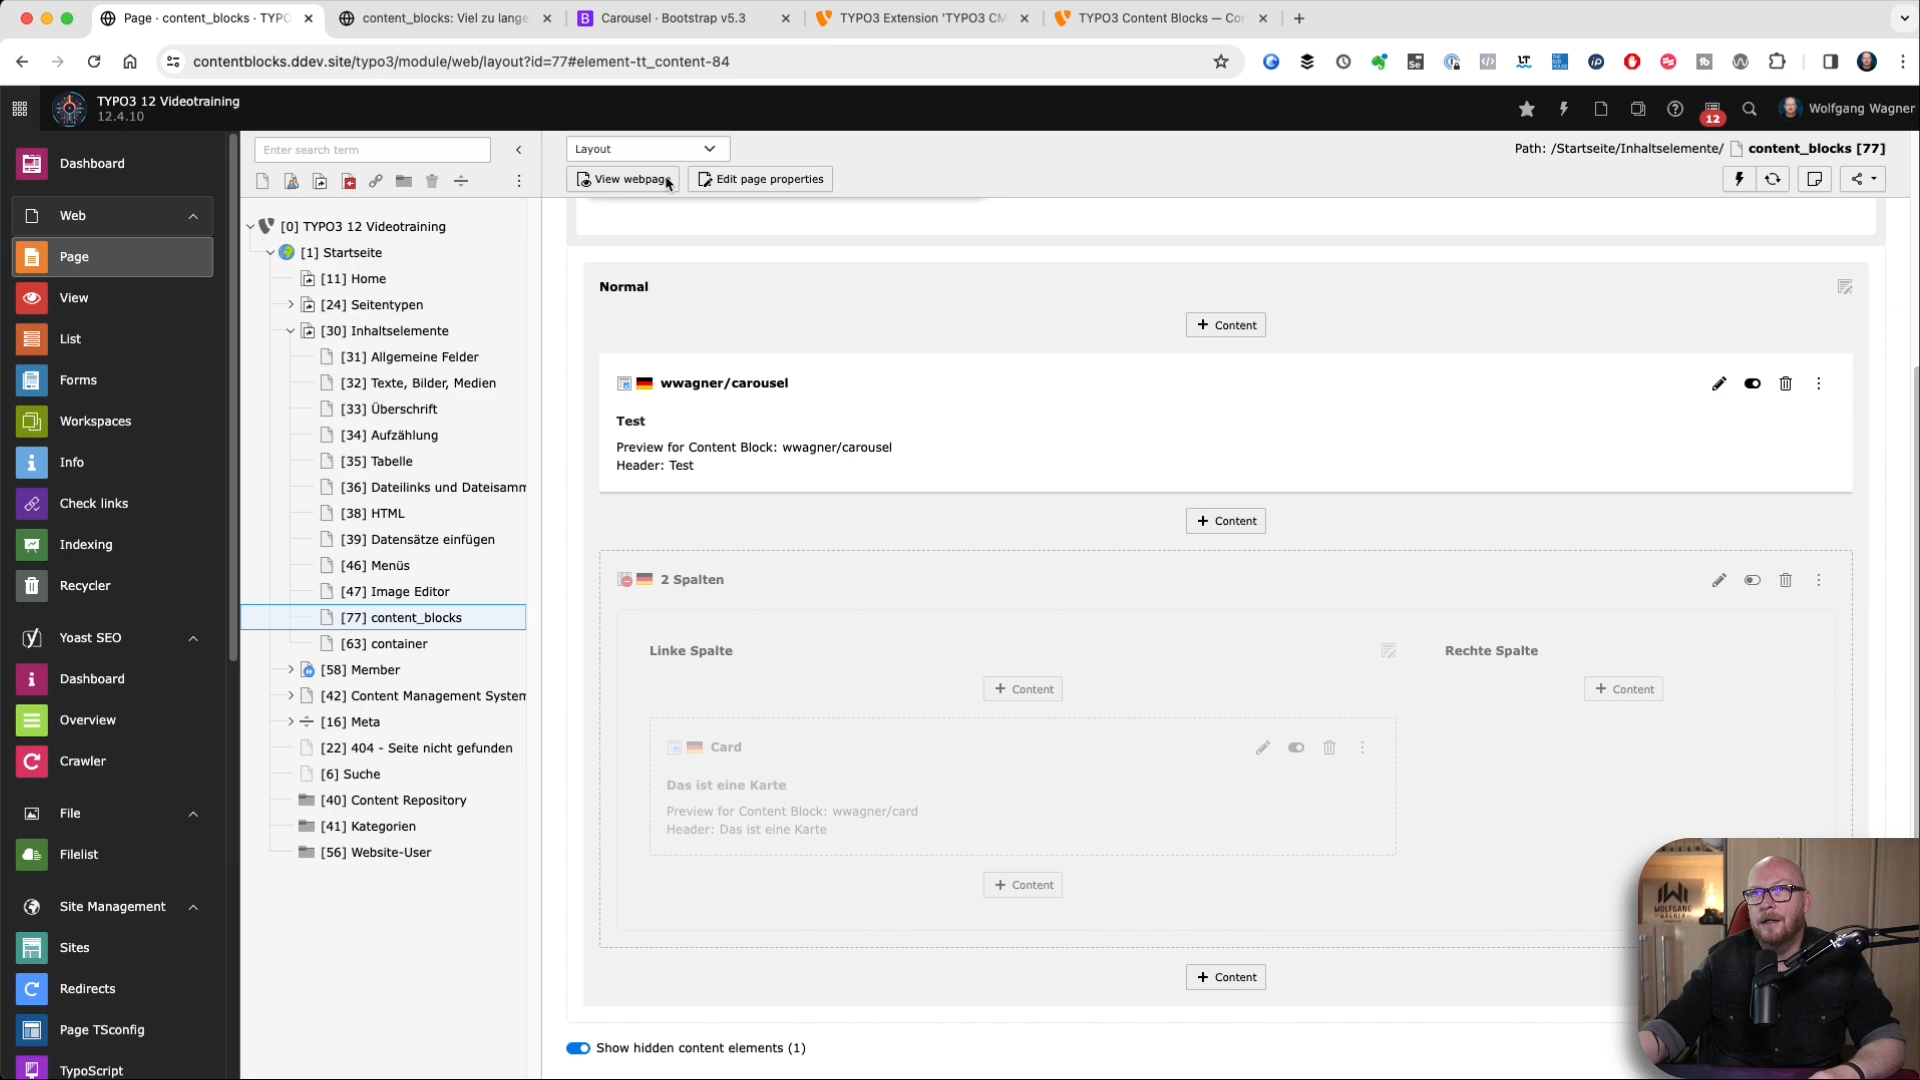 Page · content_blocks · TYPO
content_blocks: Viel zu lange
Carousel · Bootstrap v5.3
TYPO3 Extension 'TYPO3 CM
TYPO3 Content Blocks — Co
contentblocks.ddev.site/typo3/module/web/layout?id=77#element-tt_content-84
TYPO3 12 Videotraining
12.4.10
12
Wolfgang Wagner
Dashboard
Web
Page
View
List
Forms
Workspaces
Info
Check links
Indexing
Recycler
Yoast SEO
Dashboard
Overview
Crawler
File
Filelist
Site Management
Sites
Redirects
Page TSconfig
TypoScript
Enter search term
[0] TYPO3 12 Videotraining
[1] Startseite
[11] Home
[24] Seitentypen
[30] Inhaltselemente
[31] Allgemeine Felder
[32] Texte, Bilder, Medien
[33] Überschrift
[34] Aufzählung
[35] Tabelle
[36] Dateilinks und Dateisamm
[38] HTML
[39] Datensätze einfügen
[46] Menüs
[47] Image Editor
[77] content_blocks
[63] container
[58] Member
[42] Content Management System
[16] Meta
[22] 404 - Seite nicht gefunden
[6] Suche
[40] Content Repository
[41] Kategorien
[56] Website-User
Layout
Path: /Startseite/Inhaltselemente/ content_blocks [77]
View webpage
Edit page properties
Normal
+ Content
wwagner/carousel
Test
Preview for Content Block: wwagner/carousel
Header: Test
+ Content
2 Spalten
Linke Spalte
Rechte Spalte
+ Content
+ Content
Card
Das ist eine Karte
Preview for Content Block: wwagner/card
Header: Das ist eine Karte
+ Content
+ Content
Show hidden content elements (1)
WOLFGANG
WAGNER